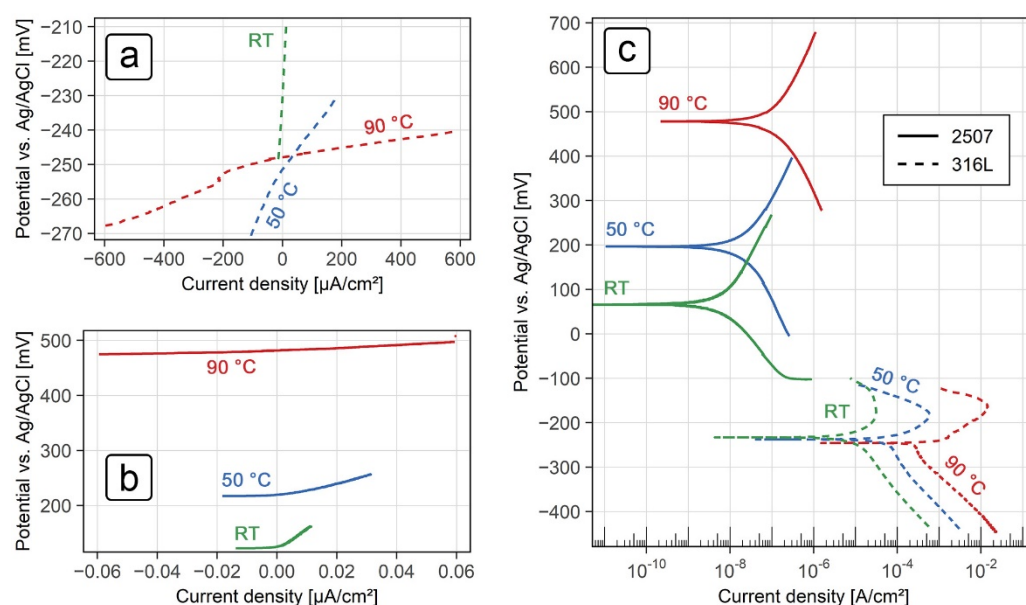 a
Potential vs. Ag/AgCl [mV]
−210
−220
−230
−240
−250
−260
−270
RT
90 °C
50 °C
−600 −400 −200 0 200 400 600
Current density [µA/cm²]
b
Potential vs. Ag/AgCl [mV]
500
400
300
200
90 °C
50 °C
RT
−0.06 −0.04 −0.02 0.00 0.02 0.04 0.06
Current density [µA/cm²]
c
Potential vs. Ag/AgCl [mV]
700
600
500
400
300
200
100
0
−100
−200
−300
−400
90 °C
2507
316L
50 °C
RT
50 °C
RT
90 °C
10⁻¹⁰ 10⁻⁸ 10⁻⁶ 10⁻⁴ 10⁻²
Current density [A/cm²]